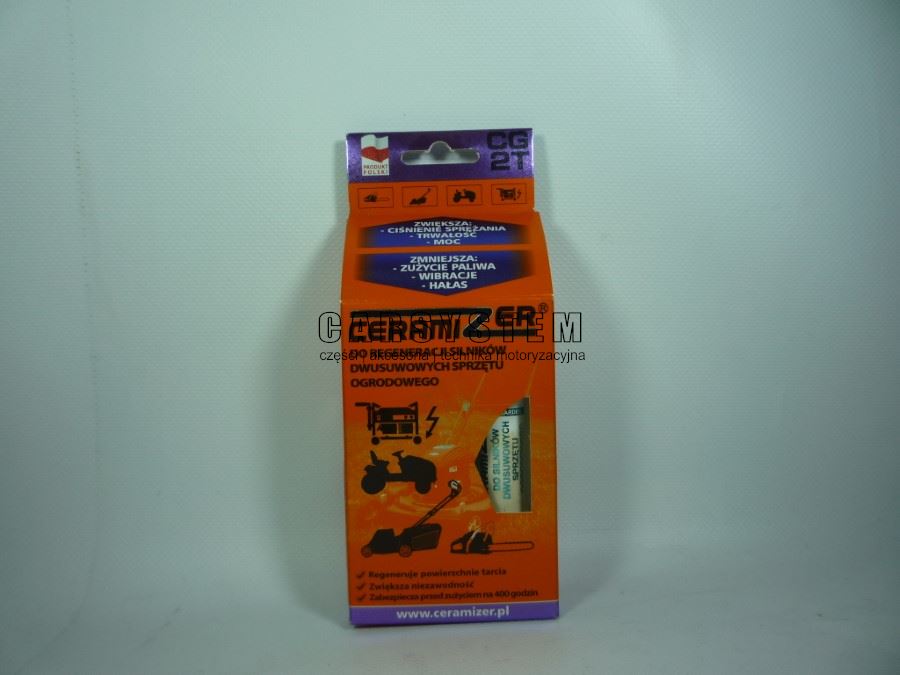 PRODUKT
POLSKI
CG
2T
ZWIĘKSZA:
- CIŚNIENIE SPRĘŻANIA
- TRWAŁOŚĆ
- MOC
ZMNIEJSZA:
- ZUŻYCIE PALIWA
- WIBRACJE
- HAŁAS
CERAMIZER®
CARSYSTEM
DO REGENERACJI SILNIKÓW
części | akcesoria | technika motoryzacyjna
DWUSUWOWYCH SPRZĘTU
OGRODOWEGO
DO SILNIKÓW
DWUSUWOWYCH
SPRZĘTU
Regeneruje powierzchnie tarcia
Zwiększa niezawodność
Zabezpiecza przed zużyciem na 400 godzin
www.ceramizer.pl